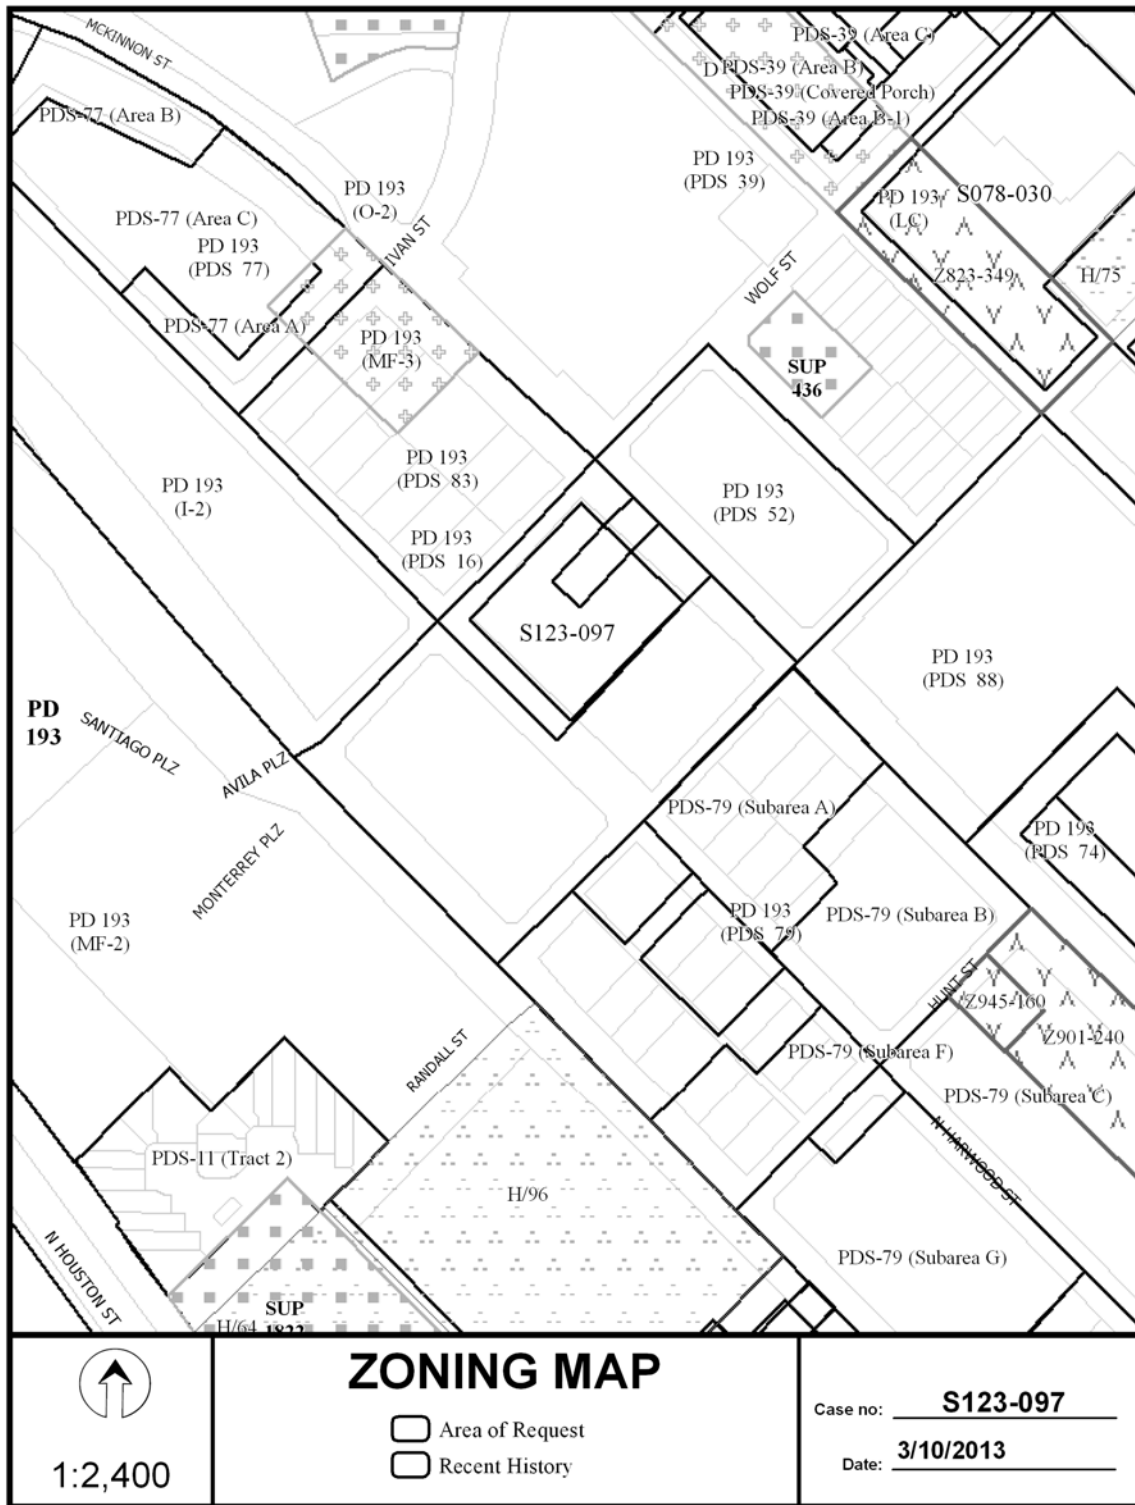 MCKINNON ST
PDS-39 (Area C)
D PDS-39 (Area B)
PDS-39 (Covered Porch)
PDS-39 (Area B-1)
PDS-77 (Area B)
PD 193
(PDS 39)
PD 193
(O-2)
PD 193
(LC)
S078-030
PDS-77 (Area C)
PD 193
(PDS 77)
IVAN ST
WOLF ST
Z823-349
H/75
PDS-77 (Area A)
PD 193
(MF-3)
SUP
436
PD 193
(PDS 83)
PD 193
(I-2)
PD 193
(PDS 52)
PD 193
(PDS 16)
S123-097
PD 193
(PDS 88)
PD
193
SANTIAGO PLZ
AVILA PLZ
PDS-79 (Subarea A)
MONTERREY PLZ
PD 193
(PDS 74)
PD 193
(MF-2)
PD 193
(PDS 79)
PDS-79 (Subarea B)
HUNT ST
Z945-160
Z901-240
RANDALL ST
PDS-79 (Subarea F)
PDS-79 (Subarea C)
N HARWOOD ST
PDS-11 (Tract 2)
H/96
PDS-79 (Subarea G)
N HOUSTON ST
SUP
1822
H/64
1:2,400
ZONING MAP
Area of Request
Recent History
Case no: S123-097
Date: 3/10/2013